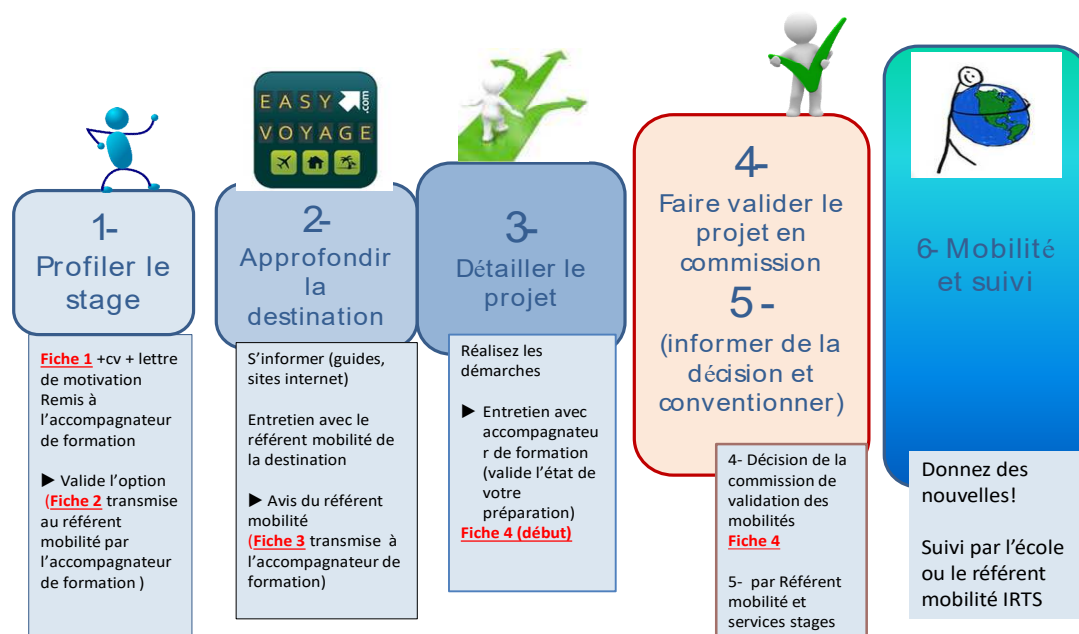 EASY .com
VOYAGE
1-
Profiler le
stage
Fiche 1 +cv + lettre
de motivation
Remis à
l’accompagnateur
de formation
► Valide l’option
(Fiche 2 transmise
au référent
mobilité par
l’accompagnateur
de formation )
2-
Approfondir
la
destination
S’informer (guides,
sites internet)
Entretien avec le
référent mobilité de
la destination
► Avis du référent
mobilité
(Fiche 3 transmise à
l’accompagnateur de
formation)
3-
Détailler le
projet
Réalisez les
démarches
► Entretien avec
accompagnateu
r de formation
(valide l’état de
votre
préparation)
Fiche 4 (début)
4-
Faire valider le
projet en
commission
5 -
(informer de la
décision et
conventionner)
4- Décision de la
commission de
validation des
mobilités
Fiche 4
5- par Référent
mobilité et
services stages
6- Mobilité
et suivi
Donnez des
nouvelles!
Suivi par l’école
ou le référent
mobilité IRTS